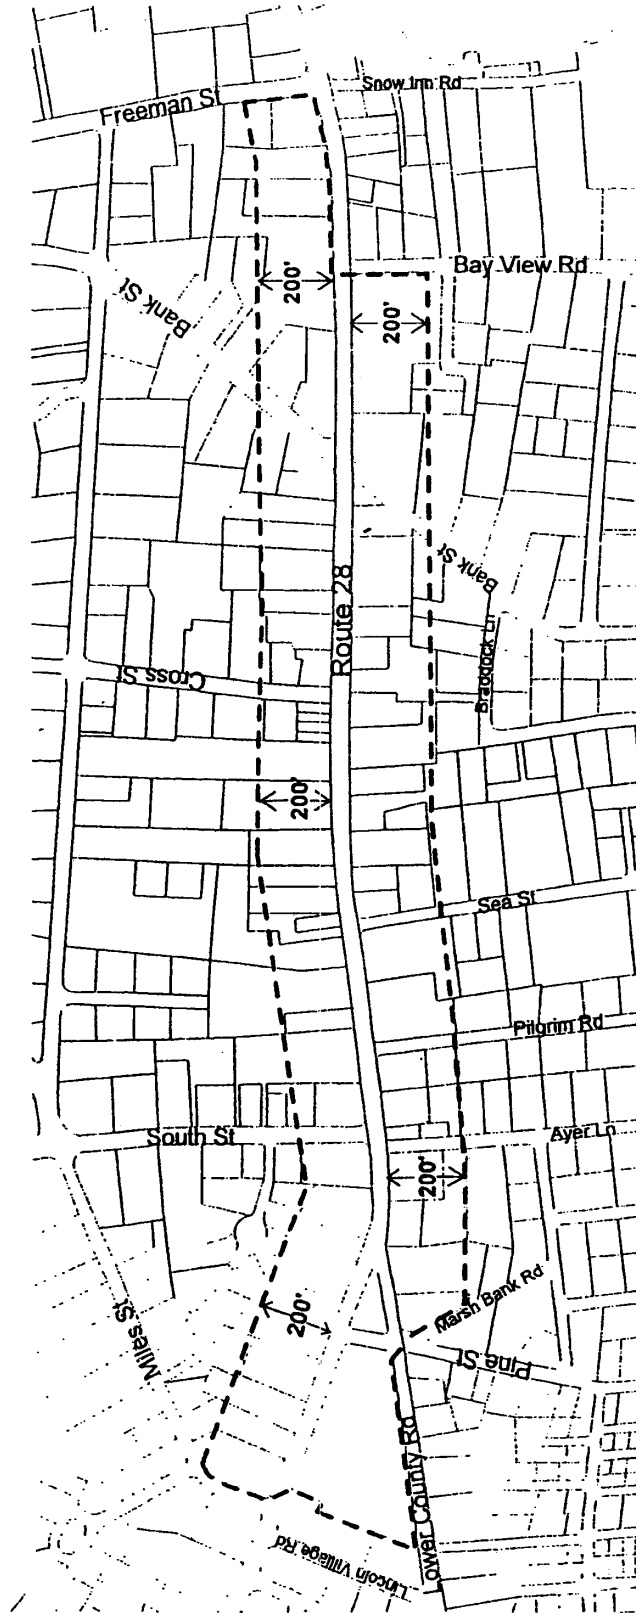 Snow Inn Rd
Freeman St
Bay View Rd
200'
Bank St
200'
Bank St
Route 28
Braddock Ln
Cross St
200'
Sea St
Pilgrim Rd
South St
Ayer Ln
200'
Marsh Bank Rd
200'
Miles St
Pine St
ower County Rd
Lincoln Village Rd